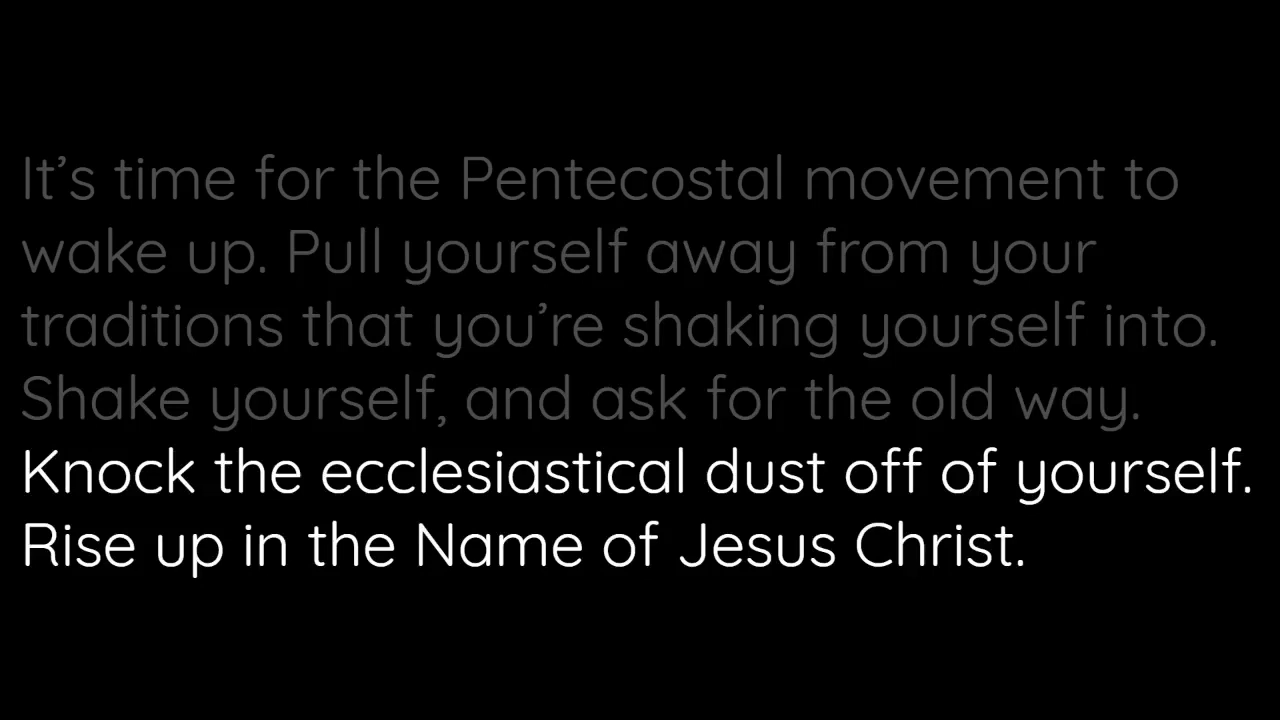 It’s time for the Pentecostal movement to
wake up. Pull yourself away from your
traditions that you’re shaking yourself into.
Shake yourself, and ask for the old way.
Knock the ecclesiastical dust off of yourself.
Rise up in the Name of Jesus Christ.